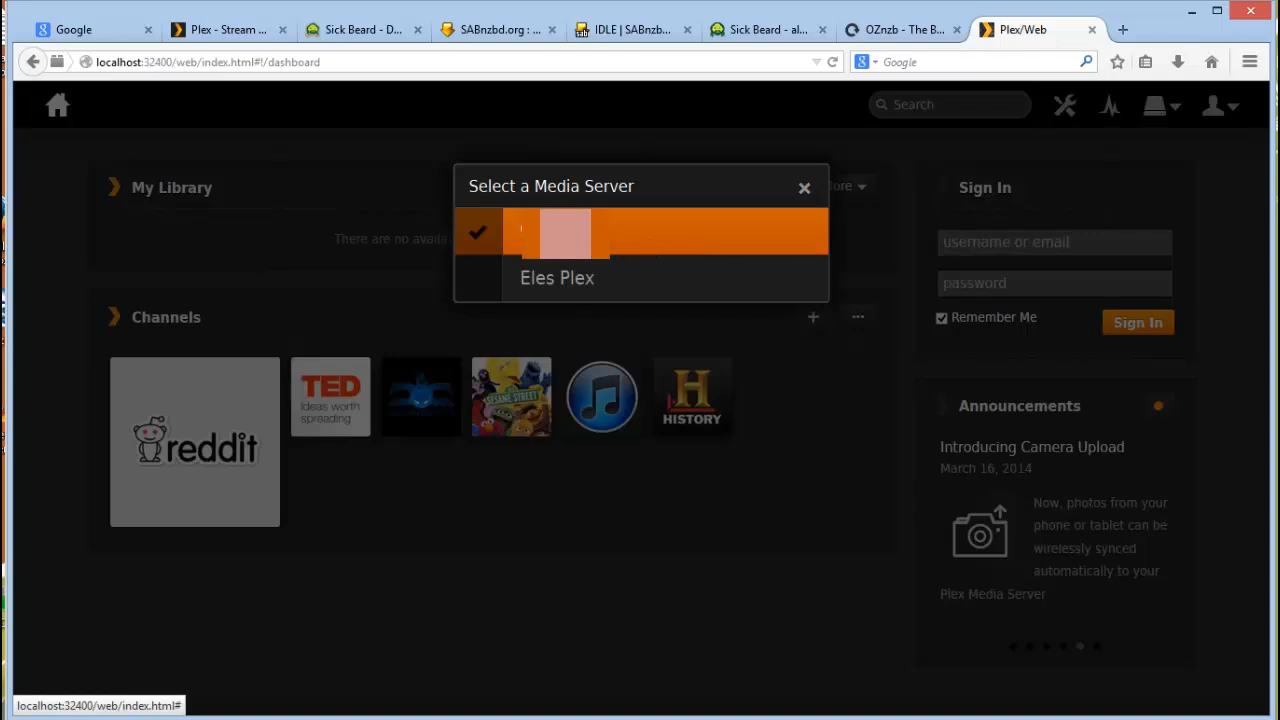 Google
Plex - Stream ...
Sick Beard - D...
SABnzbd.org : ...
IDLE | SABnzb...
Sick Beard - al...
OZnzb - The B...
Plex/Web
localhost:32400/web/index.html#!/dashboard
Google
Search
My Library
ore
There are no availa
Select a Media Server
Eles Plex
Channels
reddit
TED
Ideas worth
spreading
SESAME STREET
HISTORY
Sign In
username or email
password
Remember Me
Sign In
Announcements
Introducing Camera Upload
March 16, 2014
Now, photos from your
phone or tablet can be
wirelessly synced
automatically to your
Plex Media Server
localhost:32400/web/index.html#